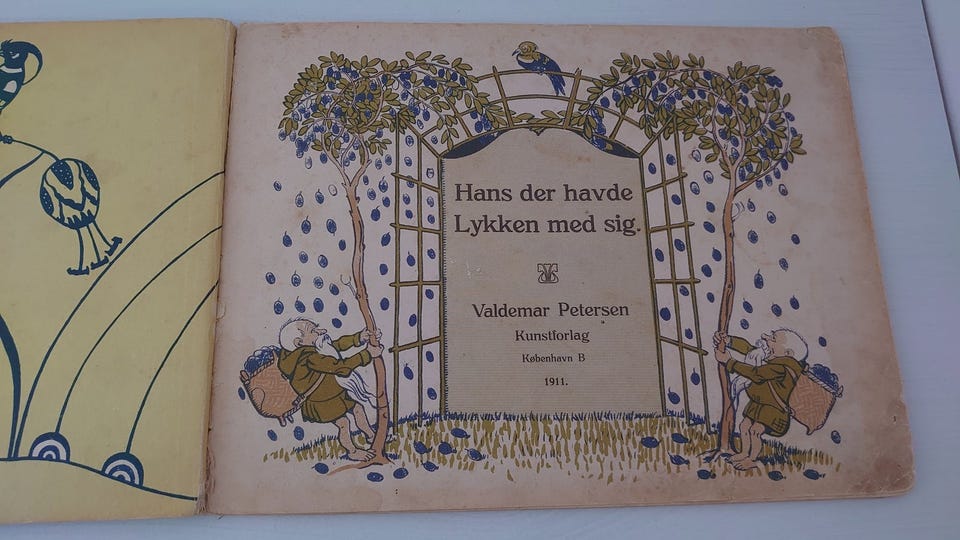 Hans der havde
Lykken med sig.
Valdemar Petersen
Kunstforlag
København B
1911.